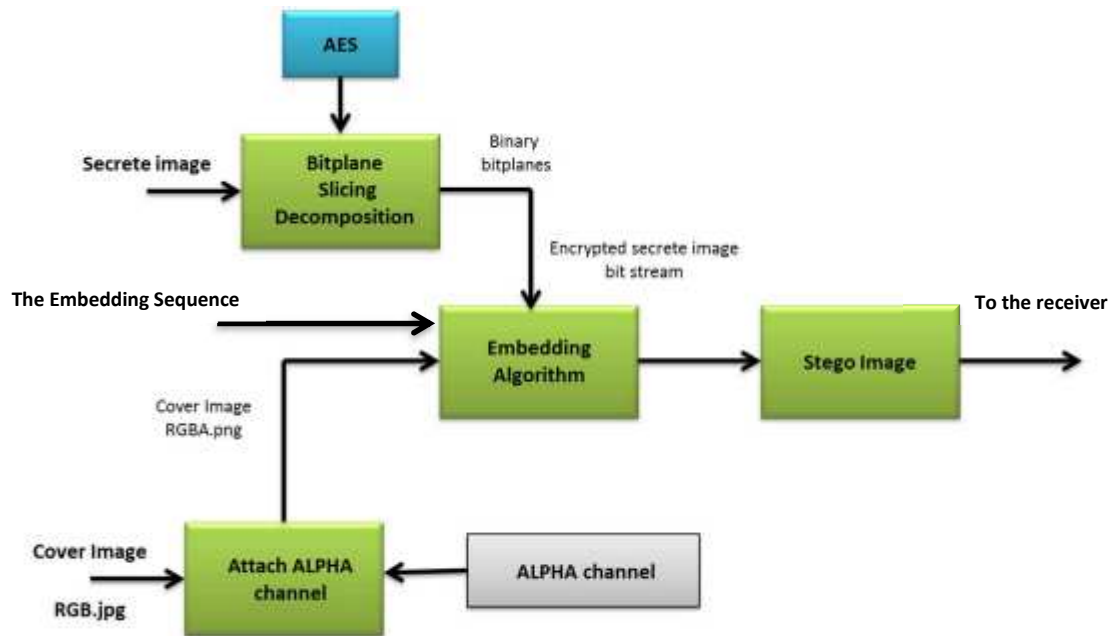 AES
Secrete image
Bitplane
Slicing
Decomposition
Binary
bitplanes
Encrypted secrete image
bit stream
The Embedding Sequence
Embedding
Algorithm
Stego Image
To the receiver
Cover Image
RGBA.png
Cover Image
RGB.jpg
Attach ALPHA
channel
ALPHA channel